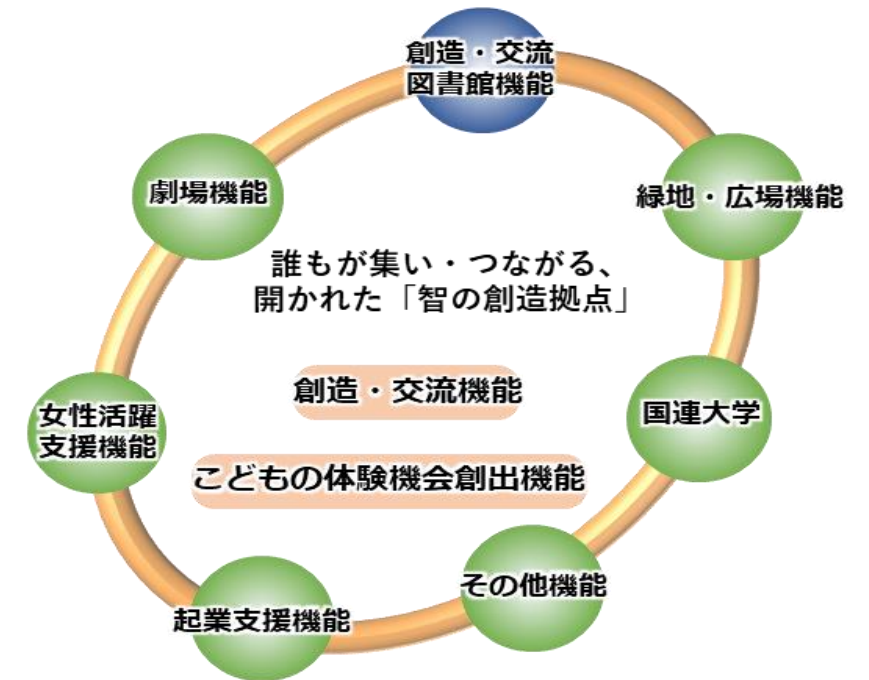 創造・交流
図書館機能
劇場機能
緑地・広場機能
誰もが集い・つながる、
開かれた「智の創造拠点」
創造・交流機能
国連大学
女性活躍
支援機能
こどもの体験機会創出機能
その他機能
起業支援機能